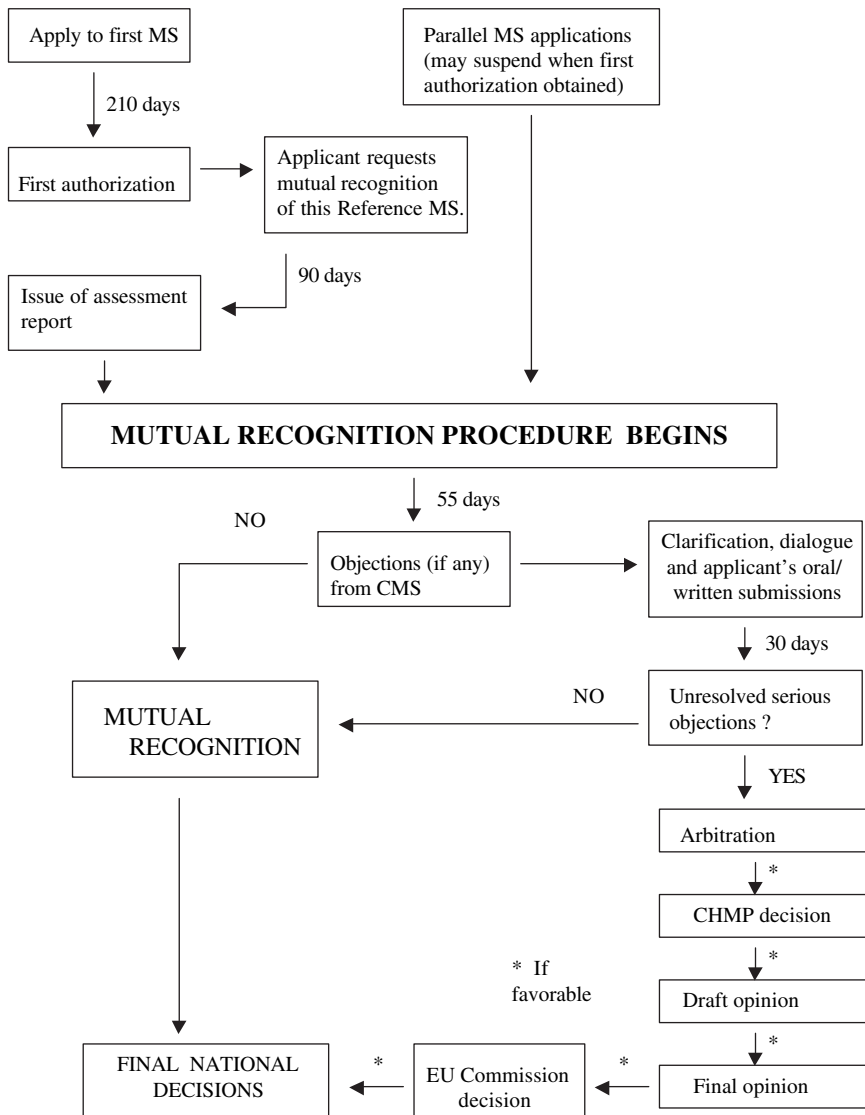 Apply to first MS
Parallel MS applications
(may suspend when first
authorization obtained)
210 days
First authorization
Applicant requests
mutual recognition
of this Reference MS.
90 days
Issue of assessment
report
MUTUAL RECOGNITION PROCEDURE BEGINS
55 days
NO
Objections (if any)
from CMS
Clarification, dialogue
and applicant's oral/
written submissions
30 days
MUTUAL
RECOGNITION
NO
Unresolved serious
objections ?
YES
Arbitration
*
CHMP decision
*
* If
favorable
Draft opinion
*
FINAL NATIONAL
DECISIONS
*
EU Commission
decision
*
Final opinion